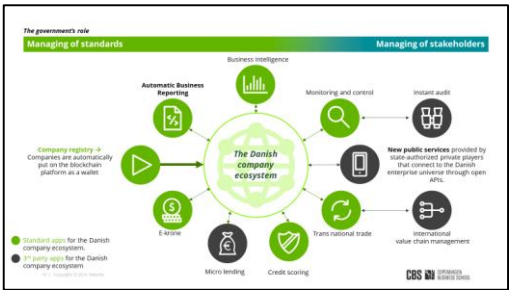 The government's role
Managing of standards
Managing of stakeholders
Business intelligence
Automatic Business
Reporting
Monitoring and control
Instant audit
Company registry →
Companies are automatically
put on the blockchain
platform as a wallet
The Danish
company
ecosystem
New public services provided by
state-authorized private players
that connect to the Danish
enterprise universe through open
APIs.
E-krone
Trans national trade
International
value chain management
Micro lending
Credit scoring
Standard apps for the Danish
company ecosystem.
3rd party apps for the Danish
company ecosystem
Copyright © 2016 Deloitte
CBS
COPENHAGEN
BUSINESS SCHOOL